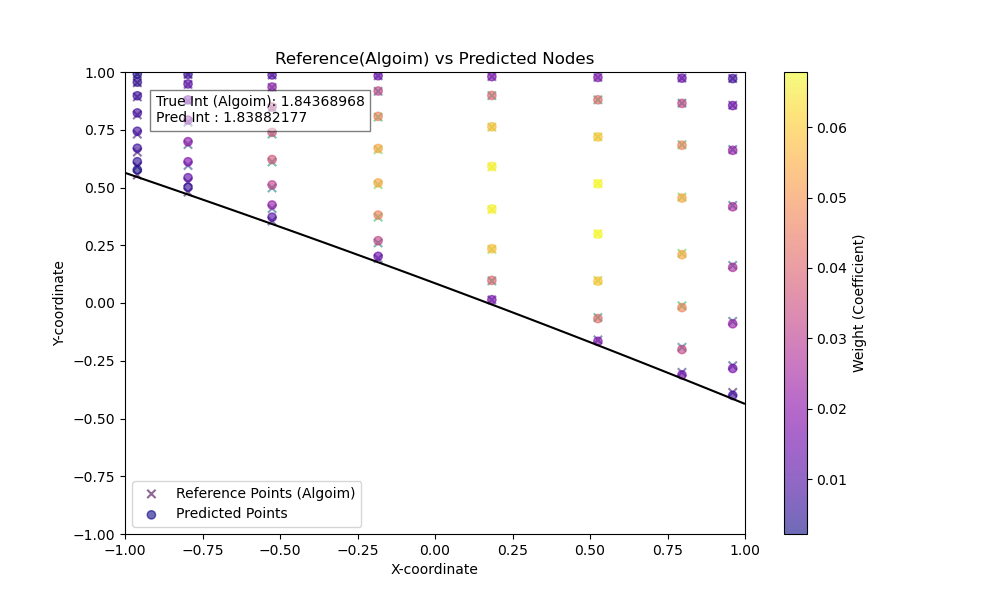 Reference(Algoim) vs Predicted Nodes
True Int (Algoim): 1.84368968
Pred Int : 1.83882177
Y-coordinate
1.00
0.75
0.50
0.25
0.00
−0.25
−0.50
−0.75
−1.00
Reference Points (Algoim)
Predicted Points
−1.00 −0.75 −0.50 −0.25 0.00 0.25 0.50 0.75 1.00
X-coordinate
0.06
0.05
0.04
0.03
0.02
0.01
Weight (Coefficient)